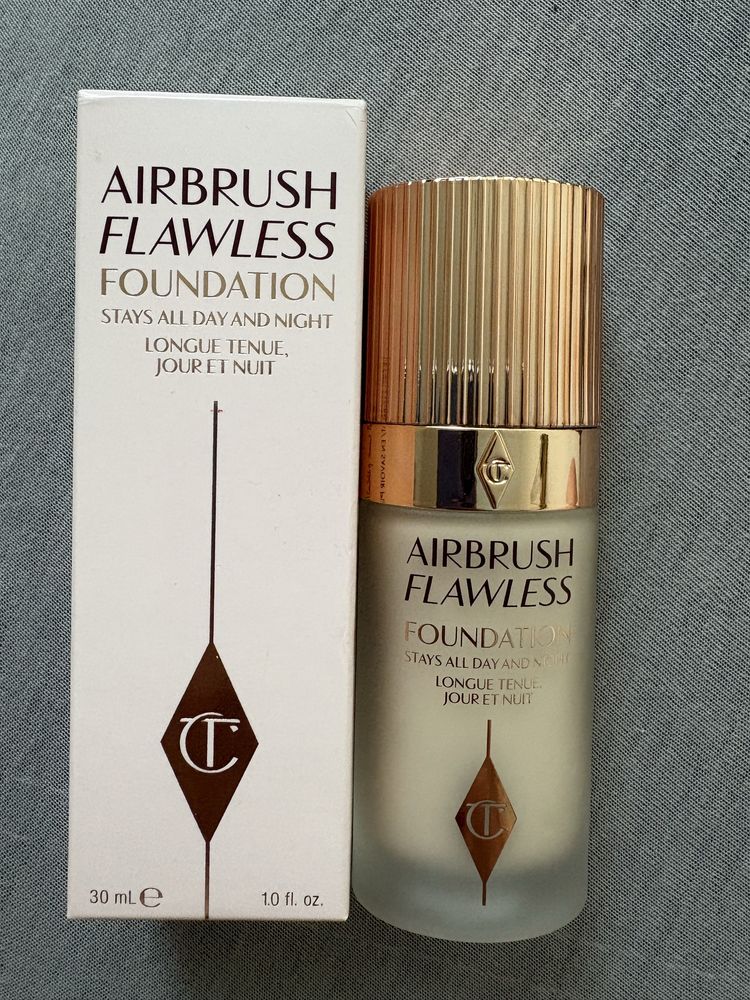 AIRBRUSH
FLAWLESS
FOUNDATION
STAYS ALL DAY AND NIGHT
LONGUE TENUE,
JOUR ET NUIT
CT
30 mL℮
1.0 fl. oz.
CT
AIRBRUSH
FLAWLESS
FOUNDATION
STAYS ALL DAY AND NIGHT
LONGUE TENUE,
JOUR ET NUIT
CT